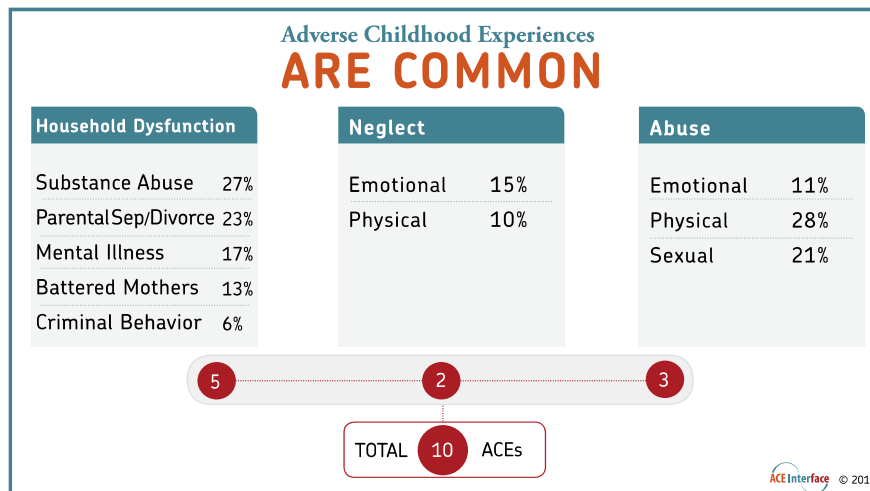 Adverse Childhood Experiences
ARE COMMON
Household Dysfunction
Substance Abuse 27%
ParentalSep/Divorce 23%
Mental Illness 17%
Battered Mothers 13%
Criminal Behavior 6%
Neglect
Emotional 15%
Physical 10%
Abuse
Emotional 11%
Physical 28%
Sexual 21%
5 2 3
TOTAL 10 ACEs
ACE Interface © 201